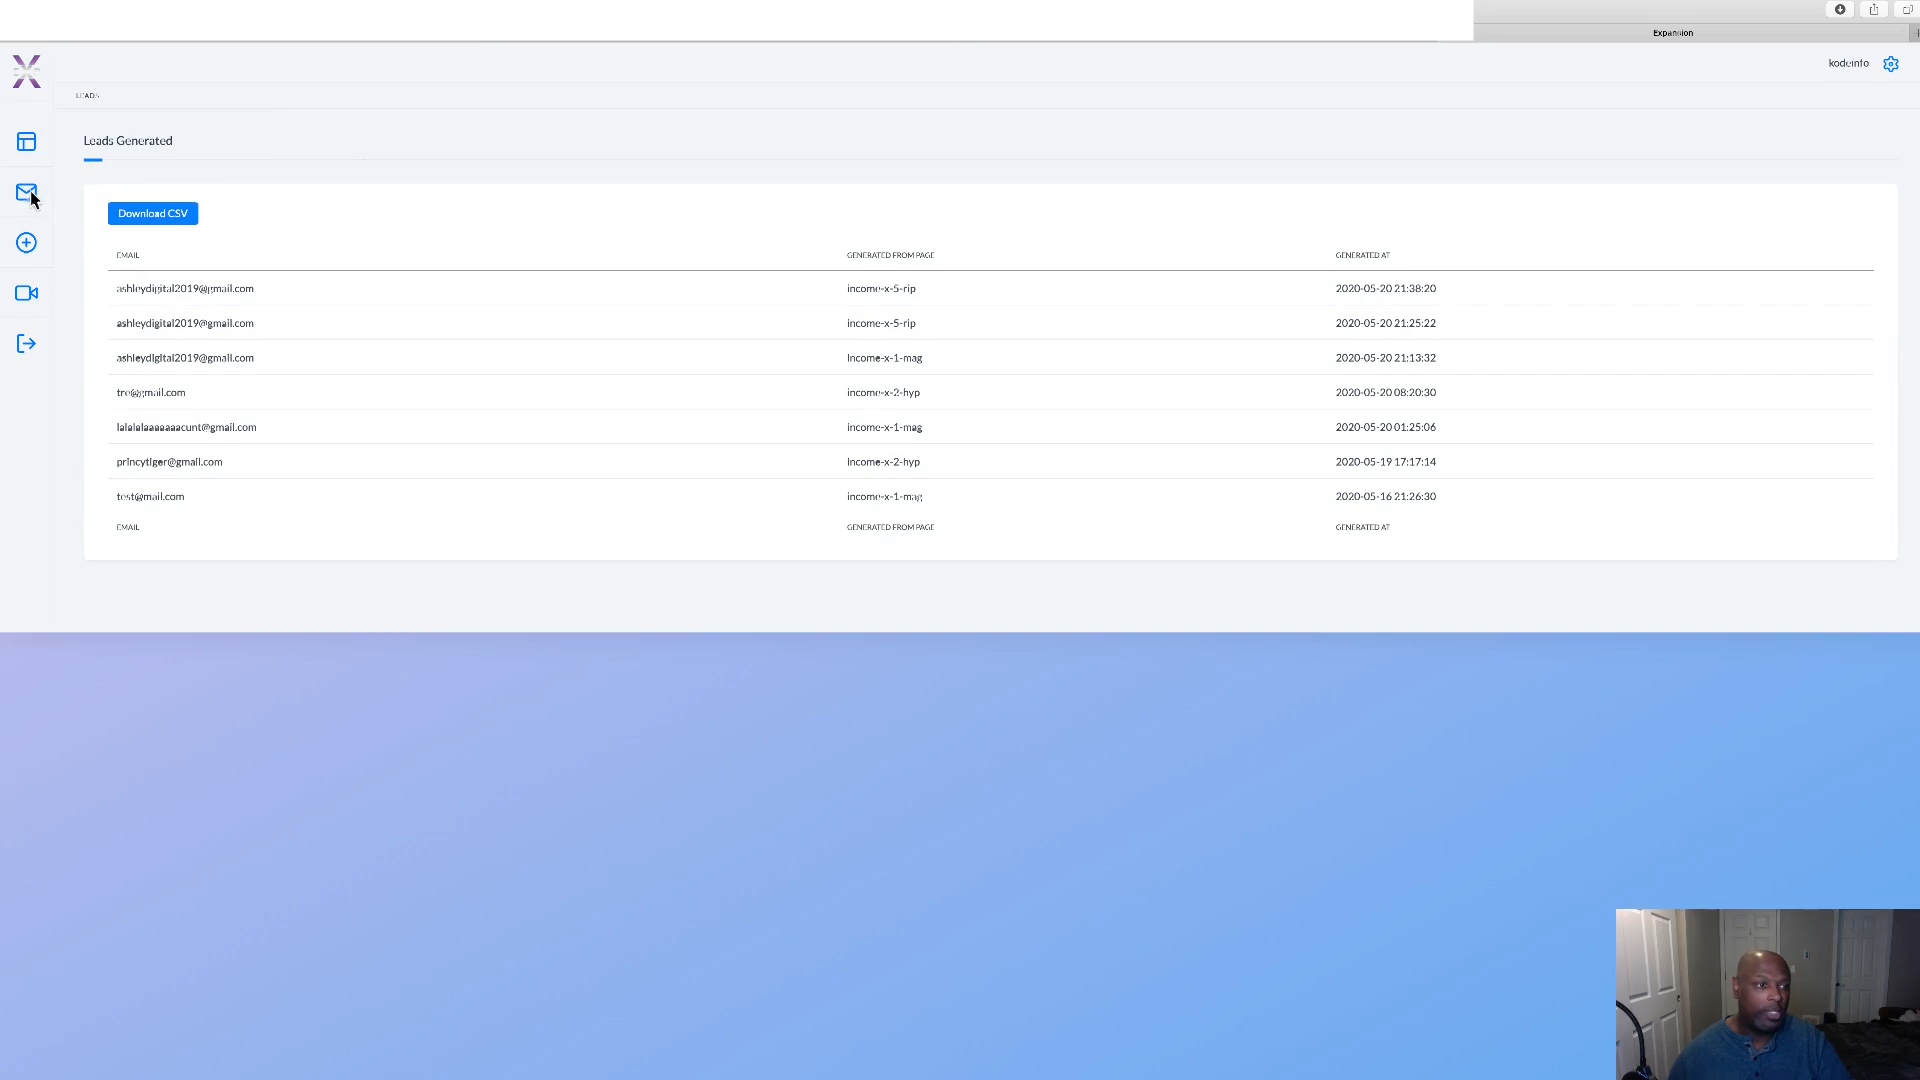 Expansion
kodeinfo
LEADS
Leads Generated
Download CSV
EMAIL GENERATED FROM PAGE GENERATED AT
ashleydigital2019@gmail.com income-x-5-rip 2020-05-20 21:38:20
ashleydigital2019@gmail.com income-x-5-rip 2020-05-20 21:25:22
ashleydigital2019@gmail.com income-x-1-mag 2020-05-20 21:13:32
tre@gmail.com income-x-2-hyp 2020-05-20 08:20:30
income-x-1-mag 2020-05-20 01:25:06
princytiger@gmail.com income-x-2-hyp 2020-05-19 17:17:14
test@mail.com income-x-1-mag 2020-05-16 21:26:30
EMAIL GENERATED FROM PAGE GENERATED AT